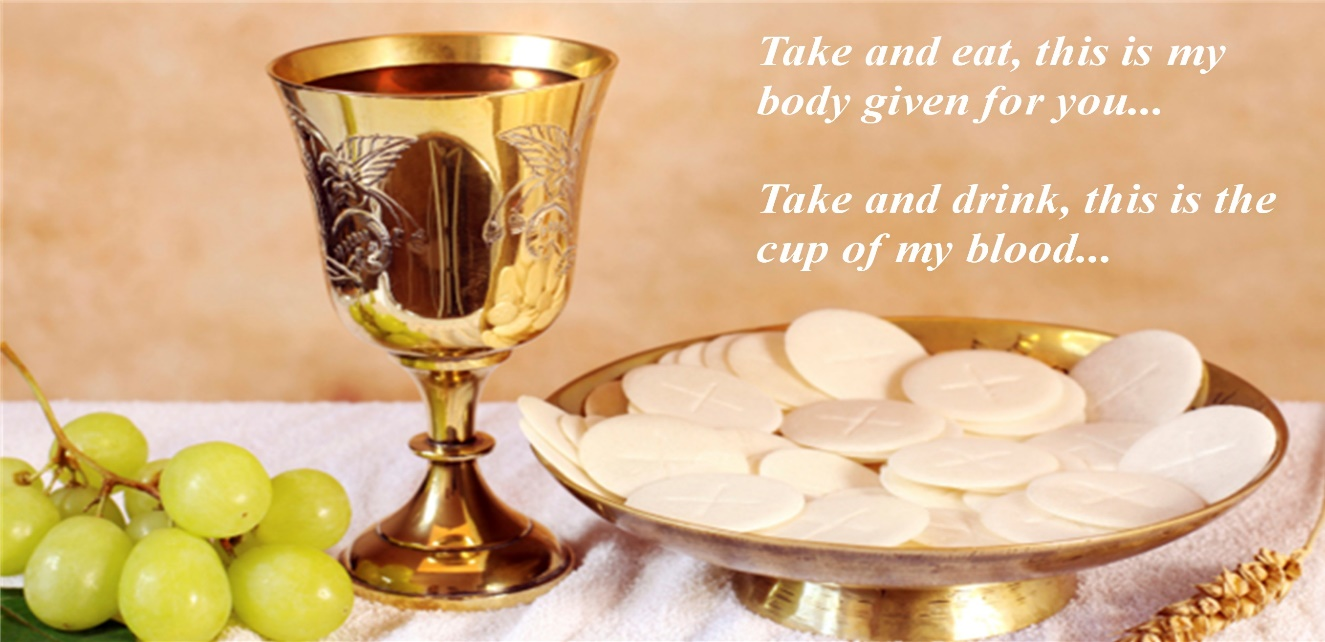 Take and eat, this is my
body given for you...
Take and drink, this is the
cup of my blood...